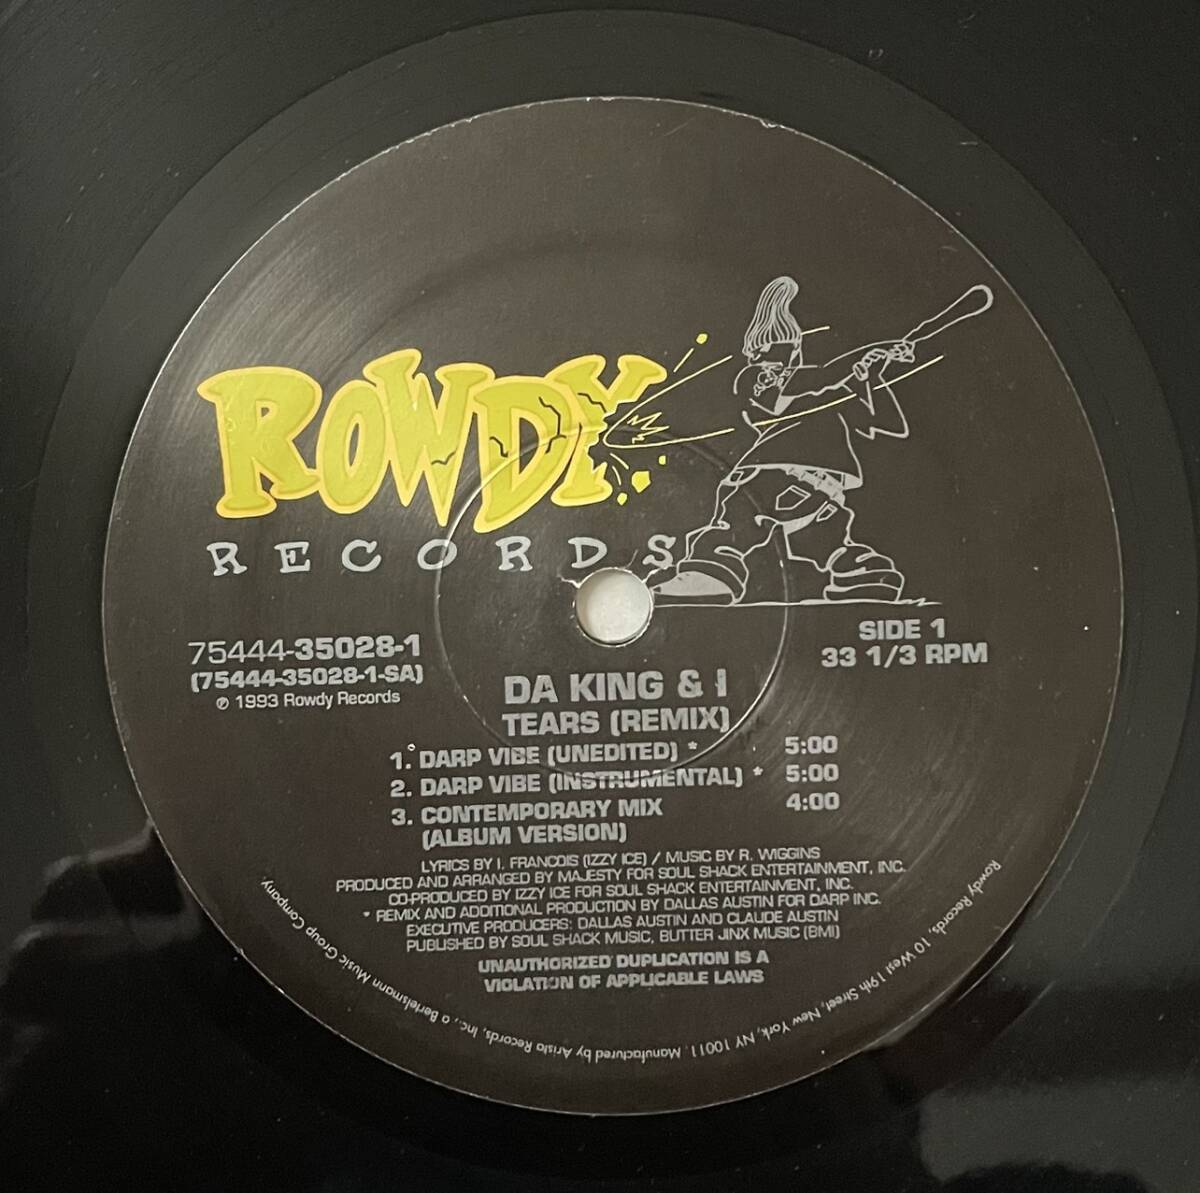 ROWDY
RECORDS
75444-35028-1
(75444-35028-1-SA)
℗ 1993 Rowdy Records
SIDE 1
33 1/3 RPM
DA KING & I
TEARS (REMIX)
1. DARP VIBE (UNEDITED) * 5:00
2. DARP VIBE (INSTRUMENTAL) * 5:00
3. CONTEMPORARY MIX 4:00
(ALBUM VERSION)
LYRICS BY I. FRANCOIS (IZZY ICE) / MUSIC BY R. WIGGINS
PRODUCED AND ARRANGED BY MAJESTY FOR SOUL SHACK ENTERTAINMENT, INC.
CO-PRODUCED BY IZZY ICE FOR SOUL SHACK ENTERTAINMENT, INC.
* REMIX AND ADDITIONAL PRODUCTION BY DALLAS AUSTIN FOR DARP INC.
EXECUTIVE PRODUCERS: DALLAS AUSTIN AND CLAUDE AUSTIN
PUBLISHED BY SOUL SHACK MUSIC, BUTTER JINX MUSIC (BMI)
UNAUTHORIZED DUPLICATION IS A
VIOLATION OF APPLICABLE LAWS
Rowdy Records, 10 West 19th Street, New York, NY 10011. Manufactured by Arista Records, Inc., a Bertelsmann Music Group Company.